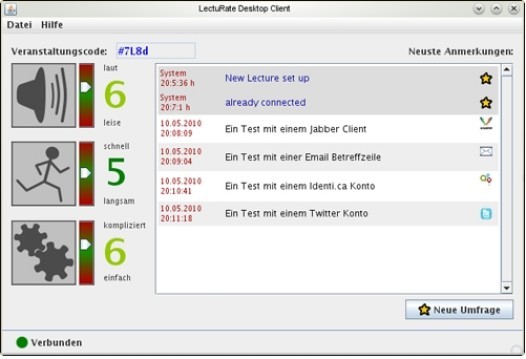 LectuRate Desktop Client
Datei Hilfe
Veranstaltungscode: #7L8d
Neuste Anmerkungen:
laut
6
leise
schnell
5
langsam
kompliziert
6
einfach
System
20:5:36 h
New Lecture set up
System
20:7:1 h
already connected
10.05.2010
20:08:09
Ein Test mit einem Jabber Client
10.05.2010
20:09:04
Ein Test mit einer Email Betreffzeile
10.05.2010
20:10:41
Ein Test mit einem Identi.ca Konto
10.05.2010
20:11:18
Ein Test mit einem Twitter Konto
Neue Umfrage
Verbunden